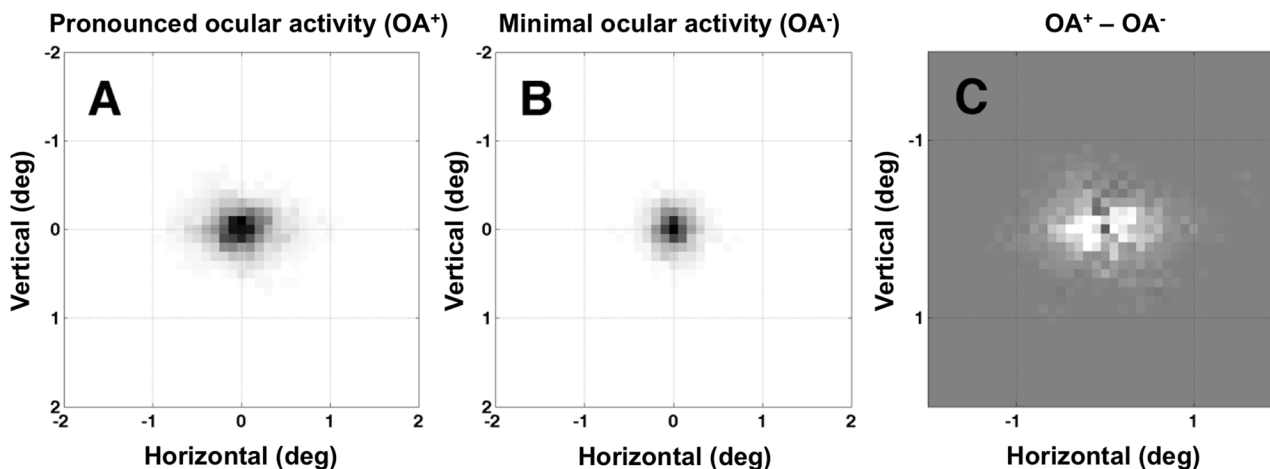 Pronounced ocular activity (OA⁺)
Minimal ocular activity (OA⁻)
OA⁺ – OA⁻
A
-2
-1
0
1
2
-2
-1
0
1
2
Vertical (deg)
Horizontal (deg)
B
-2
-1
0
1
2
-2
-1
0
1
2
Vertical (deg)
Horizontal (deg)
C
-1
1
-1
1
Vertical (deg)
Horizontal (deg)